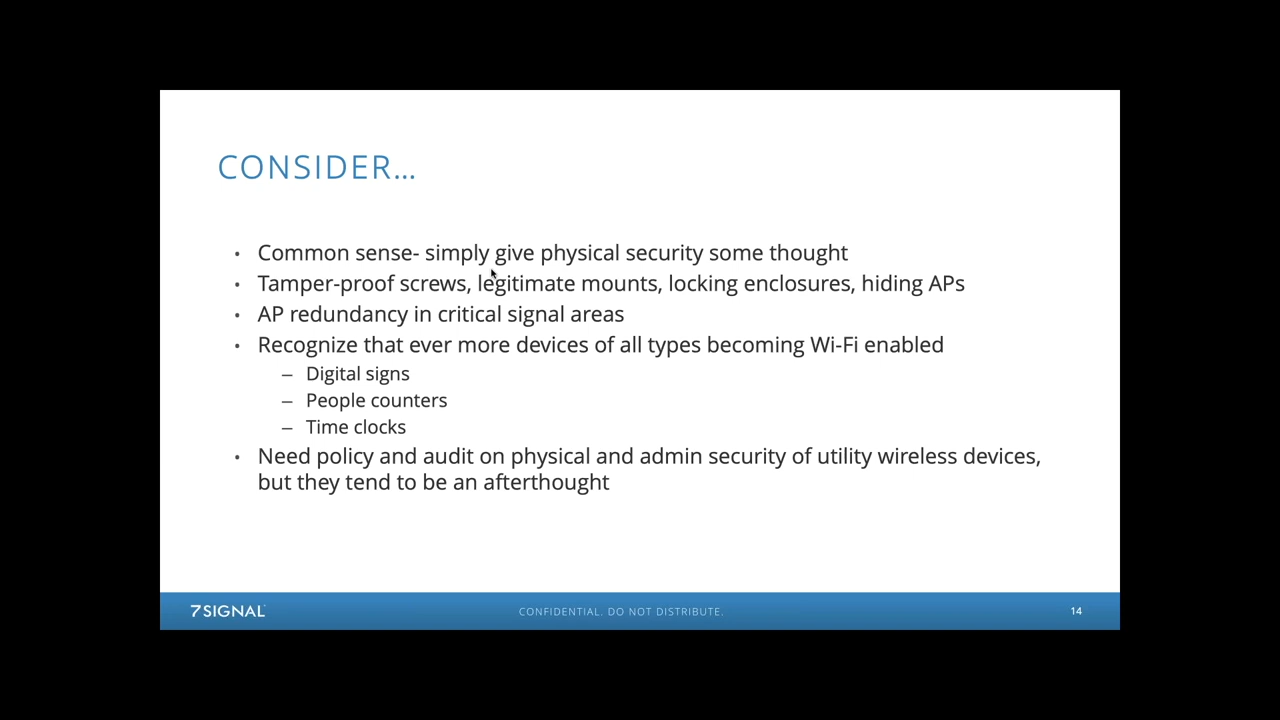 CONSIDER...
• Common sense- simply give physical security some thought
• Tamper-proof screws, legitimate mounts, locking enclosures, hiding APs
• AP redundancy in critical signal areas
• Recognize that ever more devices of all types becoming Wi-Fi enabled
– Digital signs
– People counters
– Time clocks
• Need policy and audit on physical and admin security of utility wireless devices,
but they tend to be an afterthought
7SIGNAL
CONFIDENTIAL. DO NOT DISTRIBUTE.
14